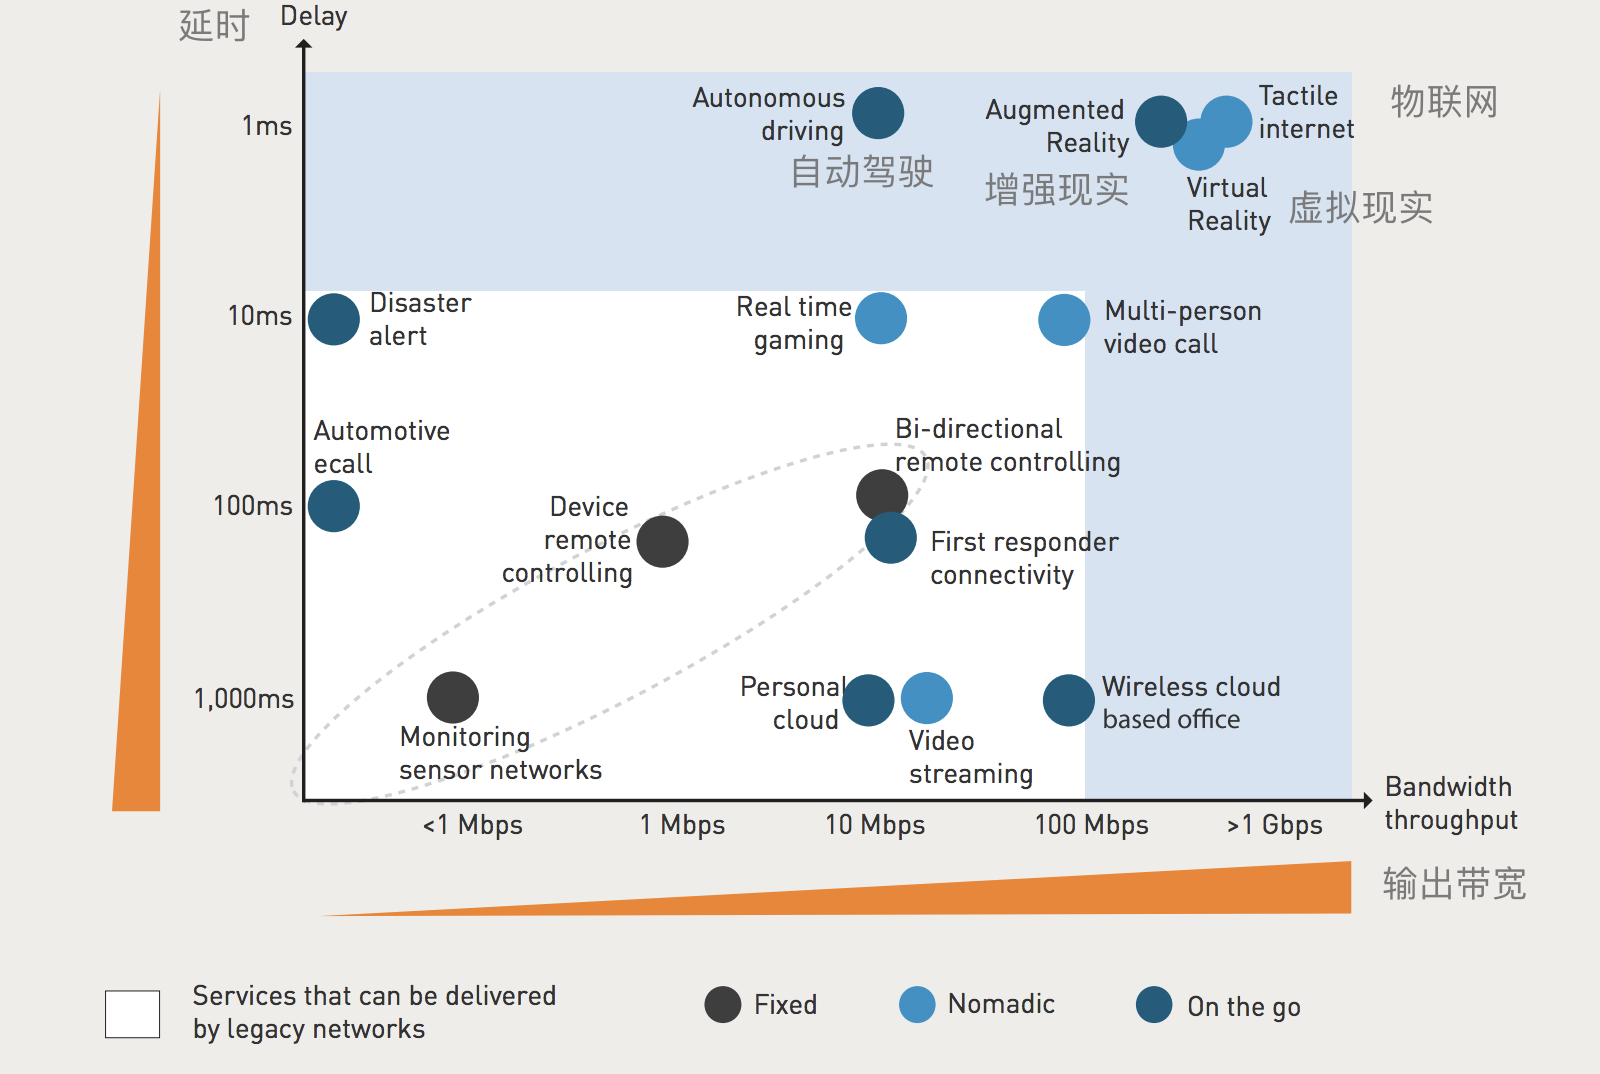 延时
Delay
1ms
Autonomous
driving
自动驾驶
Augmented
Reality
增强现实
Tactile
internet
物联网
Virtual
Reality
虚拟现实
10ms
Disaster
alert
Real time
gaming
Multi-person
video call
Automotive
ecall
100ms
Bi-directional
remote controlling
Device
remote
controlling
First responder
connectivity
1,000ms
Monitoring
sensor networks
Personal
cloud
Video
streaming
Wireless cloud
based office
<1 Mbps
1 Mbps
10 Mbps
100 Mbps
>1 Gbps
Bandwidth
throughput
输出带宽
Services that can be delivered
by legacy networks
Fixed
Nomadic
On the go